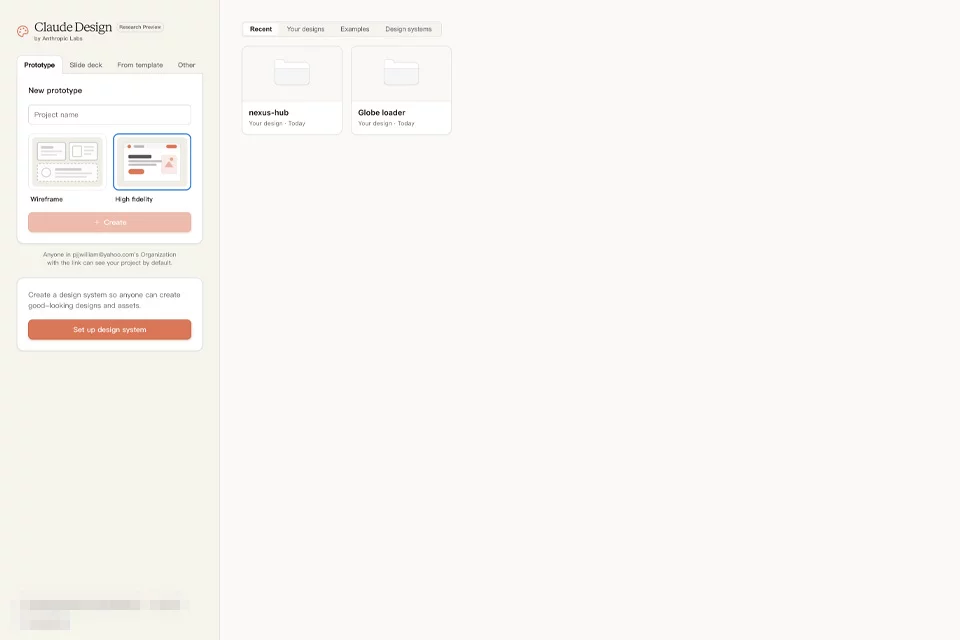 Claude Design
Research Preview
by Anthropic Labs
Prototype
Slide deck
From template
Other
New prototype
Project name
Wireframe
High fidelity
+ Create
Anyone in pjjwilliam@yahoo.com's Organization
with the link can see your project by default.
Create a design system so anyone can create
good-looking designs and assets.
Set up design system
Recent
Your designs
Examples
Design systems
nexus-hub
Your design · Today
Globe loader
Your design · Today